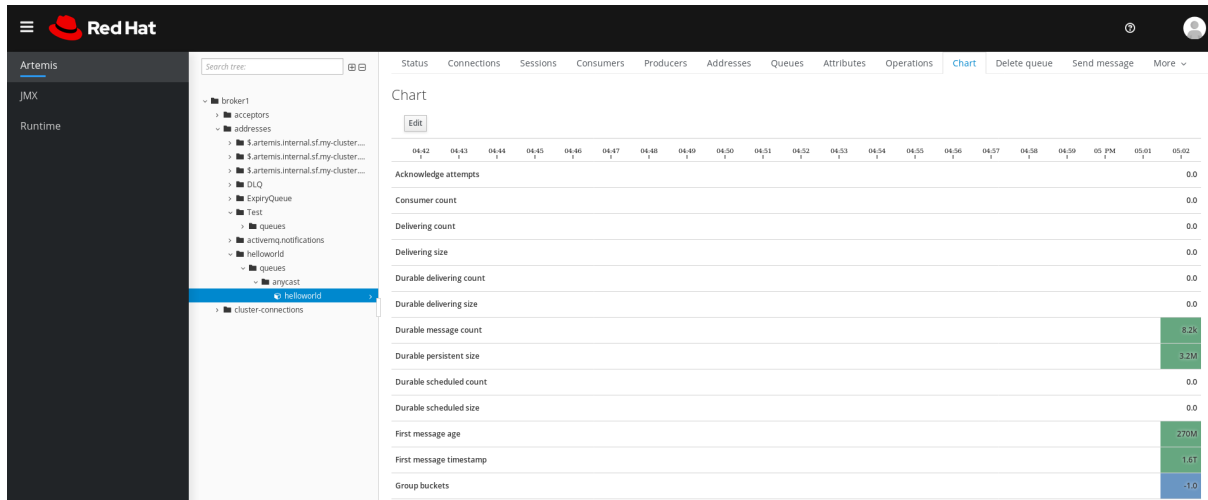 Red Hat
Artemis
JMX
Runtime
Search tree:
broker1
acceptors
addresses
$.artemis.internal.sf.my-cluster....
$.artemis.internal.sf.my-cluster....
$.artemis.internal.sf.my-cluster....
DLQ
ExpiryQueue
Test
queues
activemq.notifications
helloworld
queues
anycast
helloworld
cluster-connections
Status Connections Sessions Consumers Producers Addresses Queues Attributes Operations Chart Delete queue Send message More
Chart
Edit
04:42 04:43 04:44 04:45 04:46 04:47 04:48 04:49 04:50 04:51 04:52 04:53 04:54 04:55 04:56 04:57 04:58 04:59 05 PM 05:01 05:02
Acknowledge attempts 0.0
Consumer count 0.0
Delivering count 0.0
Delivering size 0.0
Durable delivering count 0.0
Durable delivering size 0.0
Durable message count 8.2k
Durable persistent size 3.2M
Durable scheduled count 0.0
Durable scheduled size 0.0
First message age 270M
First message timestamp 1.6T
Group buckets -1.0